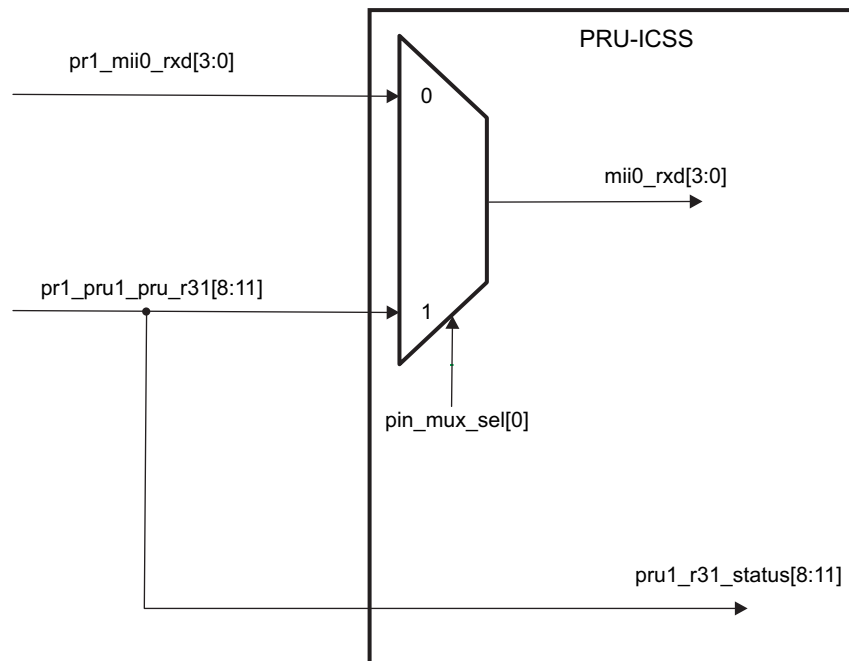 PRU-ICSS
pr1_mii0_rxd[3:0]
0
mii0_rxd[3:0]
pr1_pru1_pru_r31[8:11]
1
pin_mux_sel[0]
pru1_r31_status[8:11]